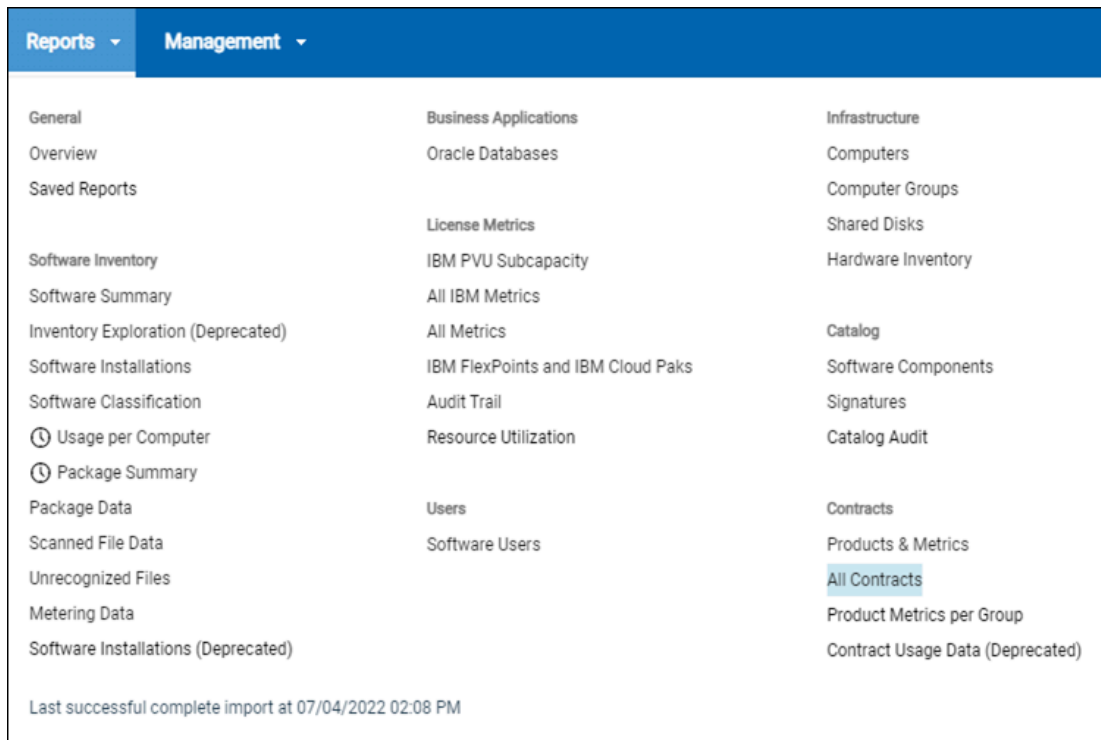 Reports
Management
General
Overview
Saved Reports
Software Inventory
Software Summary
Inventory Exploration (Deprecated)
Software Installations
Software Classification
Usage per Computer
Package Summary
Package Data
Scanned File Data
Unrecognized Files
Metering Data
Software Installations (Deprecated)
Business Applications
Oracle Databases
License Metrics
IBM PVU Subcapacity
All IBM Metrics
All Metrics
IBM FlexPoints and IBM Cloud Paks
Audit Trail
Resource Utilization
Users
Software Users
Infrastructure
Computers
Computer Groups
Shared Disks
Hardware Inventory
Catalog
Software Components
Signatures
Catalog Audit
Contracts
Products & Metrics
All Contracts
Product Metrics per Group
Contract Usage Data (Deprecated)
Last successful complete import at 07/04/2022 02:08 PM